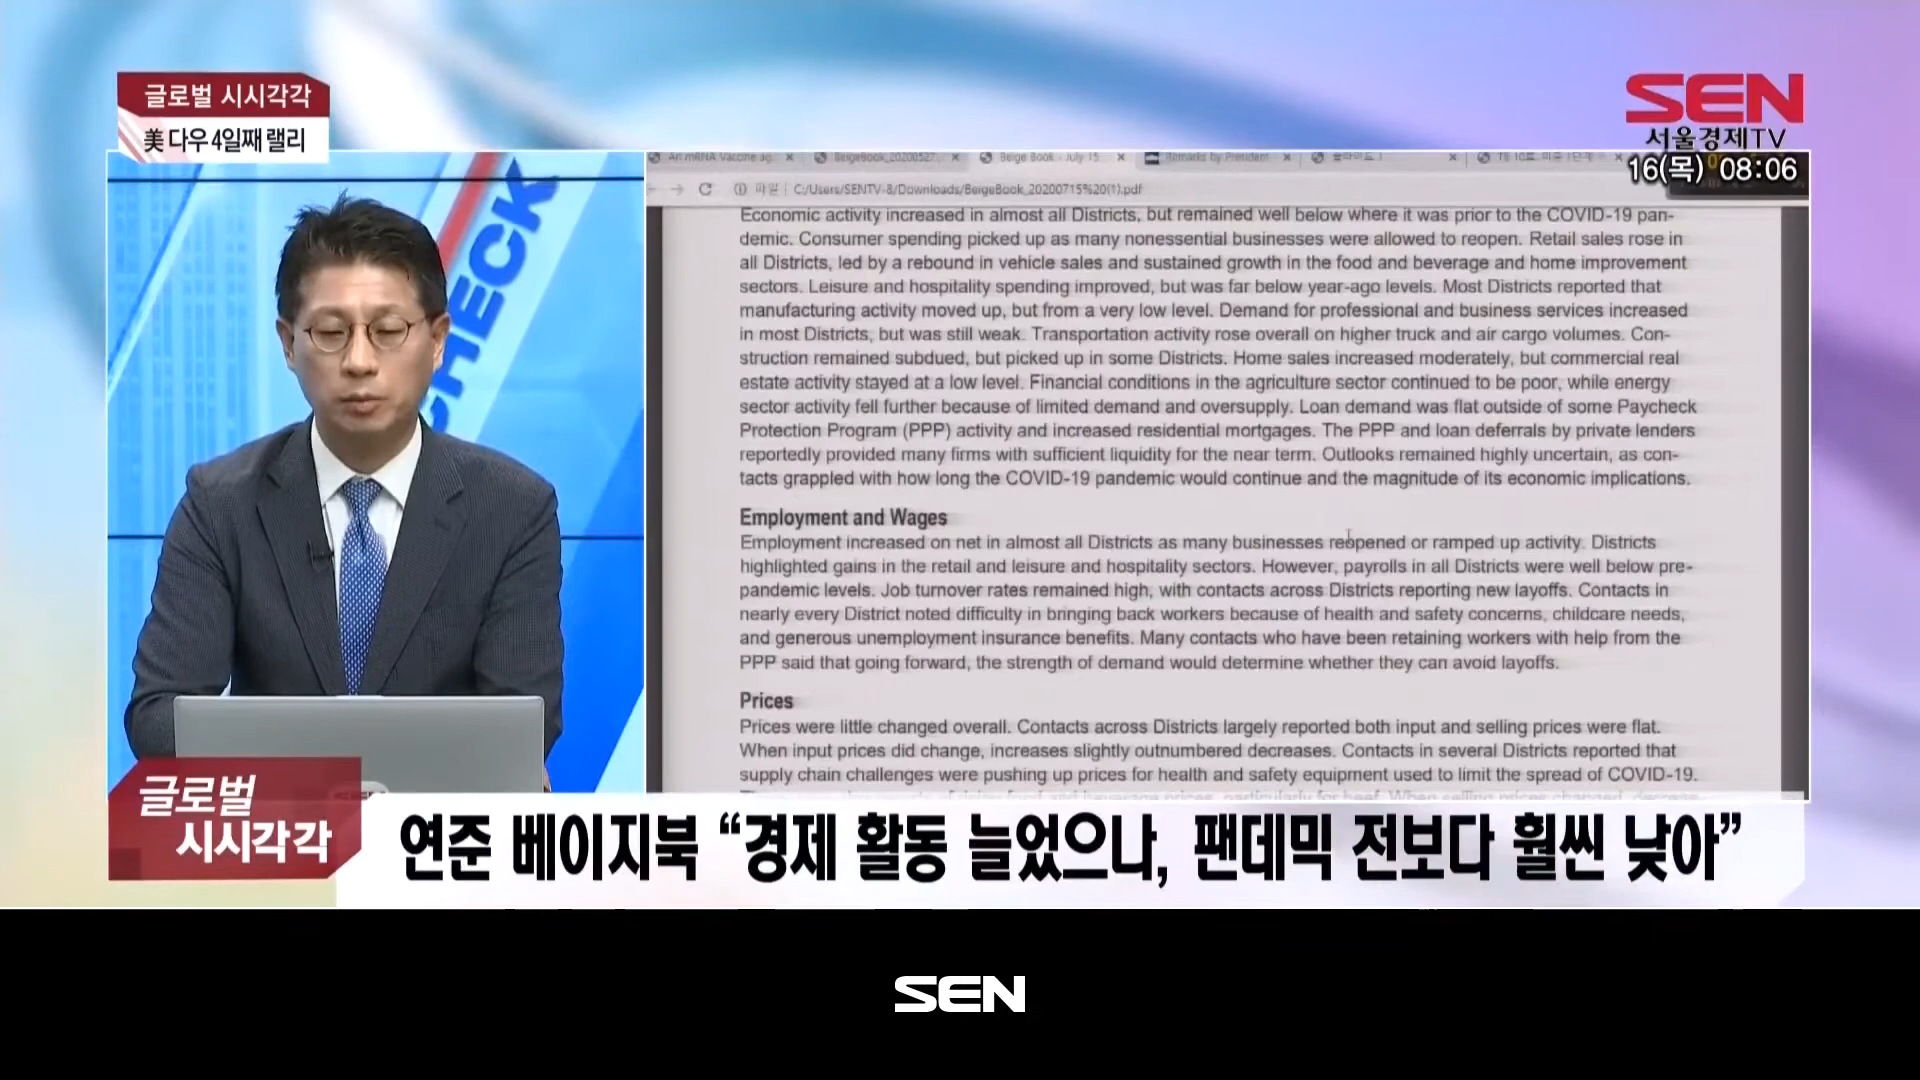 글로벌 시시각각
美 다우 4일째 랠리
SEN
서울경제TV
16(목) 08:06
CHECK
An mRNA Vaccine ag
BeigeBook_20200527...
Beige Book - July 15
Remarks by President
C:/Users/SENTV-8/Downloads/BeigeBook_20200715%20(1).pdf
Economic activity increased in almost all Districts, but remained well below where it was prior to the COVID-19 pan-
demic. Consumer spending picked up as many nonessential businesses were allowed to reopen. Retail sales rose in
all Districts, led by a rebound in vehicle sales and sustained growth in the food and beverage and home improvement
sectors. Leisure and hospitality spending improved, but was far below year-ago levels. Most Districts reported that
manufacturing activity moved up, but from a very low level. Demand for professional and business services increased
in most Districts, but was still weak. Transportation activity rose overall on higher truck and air cargo volumes. Con-
struction remained subdued, but picked up in some Districts. Home sales increased moderately, but commercial real
estate activity stayed at a low level. Financial conditions in the agriculture sector continued to be poor, while energy
sector activity fell further because of limited demand and oversupply. Loan demand was flat outside of some Paycheck
Protection Program (PPP) activity and increased residential mortgages. The PPP and loan deferrals by private lenders
reportedly provided many firms with sufficient liquidity for the near term. Outlooks remained highly uncertain, as con-
tacts grappled with how long the COVID-19 pandemic would continue and the magnitude of its economic implications.
Employment and Wages
Employment increased on net in almost all Districts as many businesses reopened or ramped up activity. Districts
highlighted gains in the retail and leisure and hospitality sectors. However, payrolls in all Districts were well below pre-
pandemic levels. Job turnover rates remained high, with contacts across Districts reporting new layoffs. Contacts in
nearly every District noted difficulty in bringing back workers because of health and safety concerns, childcare needs,
and generous unemployment insurance benefits. Many contacts who have been retaining workers with help from the
PPP said that going forward, the strength of demand would determine whether they can avoid layoffs.
Prices
Prices were little changed overall. Contacts across Districts largely reported both input and selling prices were flat.
When input prices did change, increases slightly outnumbered decreases. Contacts in several Districts reported that
supply chain challenges were pushing up prices for health and safety equipment used to limit the spread of COVID-19.
글로벌
시시각각
연준 베이지북 “경제 활동 늘었으나, 팬데믹 전보다 훨씬 낮아”
SEN